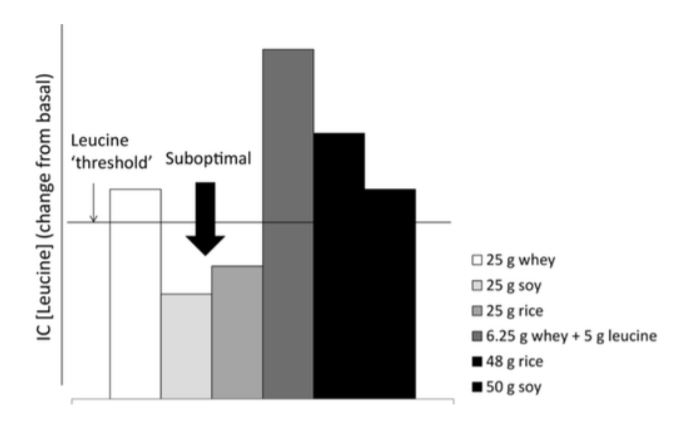 IC [Leucine] (change from basal)
Leucine
‘threshold’
Suboptimal
25 g whey
25 g soy
25 g rice
6.25 g whey + 5 g leucine
48 g rice
50 g soy